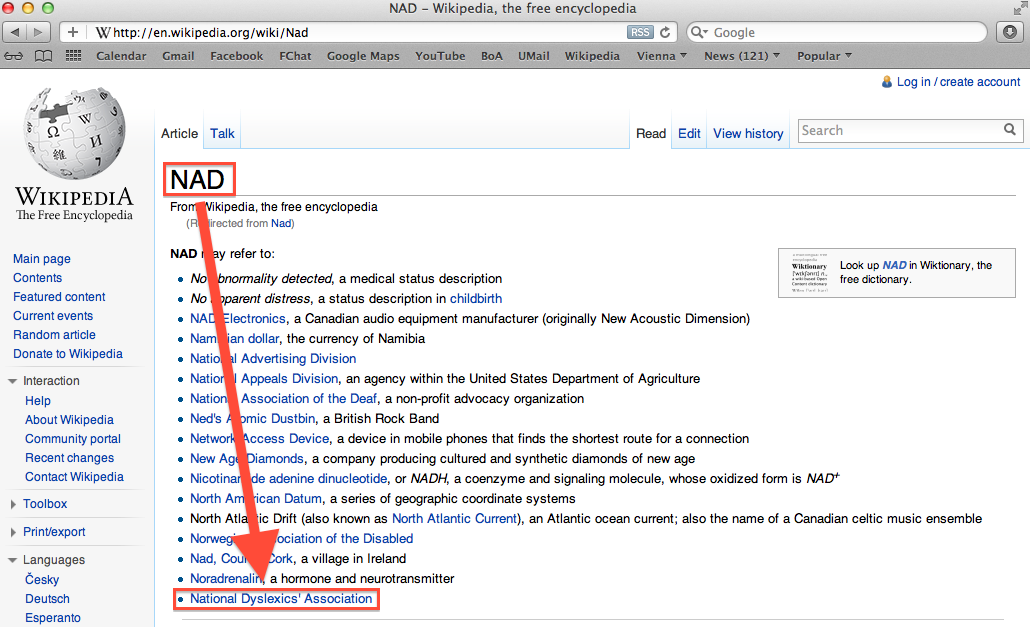 NAD – Wikipedia, the free encyclopedia
W http://en.wikipedia.org/wiki/Nad RSS Google
Calendar Gmail Facebook FChat Google Maps YouTube BoA UMail Wikipedia Vienna News (121) Popular
Log in / create account
Article Talk Read Edit View history Search
WIKIPEDIA
The Free Encyclopedia
Main page
Contents
Featured content
Current events
Random article
Donate to Wikipedia
Interaction
Help
About Wikipedia
Community portal
Recent changes
Contact Wikipedia
Toolbox
Print/export
Languages
Česky
Deutsch
Esperanto
NAD
From Wikipedia, the free encyclopedia
(Redirected from Nad)
NAD may refer to:
No abnormality detected, a medical status description
No apparent distress, a status description in childbirth
NAD Electronics, a Canadian audio equipment manufacturer (originally New Acoustic Dimension)
Namibian dollar, the currency of Namibia
National Advertising Division
National Appeals Division, an agency within the United States Department of Agriculture
National Association of the Deaf, a non-profit advocacy organization
Ned's Atomic Dustbin, a British Rock Band
Network Access Device, a device in mobile phones that finds the shortest route for a connection
New Age Diamonds, a company producing cultured and synthetic diamonds of new age
Nicotinamide adenine dinucleotide, or NADH, a coenzyme and signaling molecule, whose oxidized form is NAD+
North American Datum, a series of geographic coordinate systems
North Atlantic Drift (also known as North Atlantic Current), an Atlantic ocean current; also the name of a Canadian celtic music ensemble
Norwegian Association of the Disabled
Nad, County Cork, a village in Ireland
Noradrenalin, a hormone and neurotransmitter
National Dyslexics' Association
Look up NAD in Wiktionary, the
free dictionary.
Wiktionary